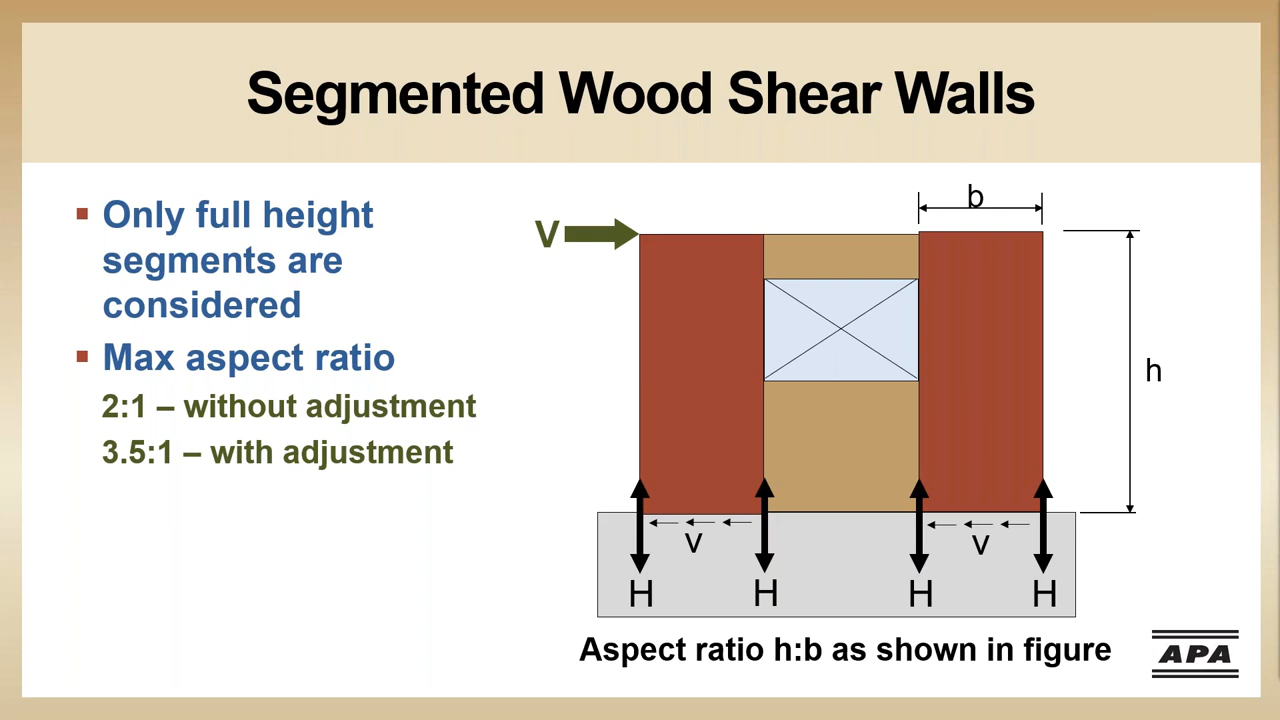 Segmented Wood Shear Walls
▪ Only full height
segments are
considered
▪ Max aspect ratio
2:1 – without adjustment
3.5:1 – with adjustment
b
V
h
v
v
H
H
H
H
Aspect ratio h:b as shown in figure
APA